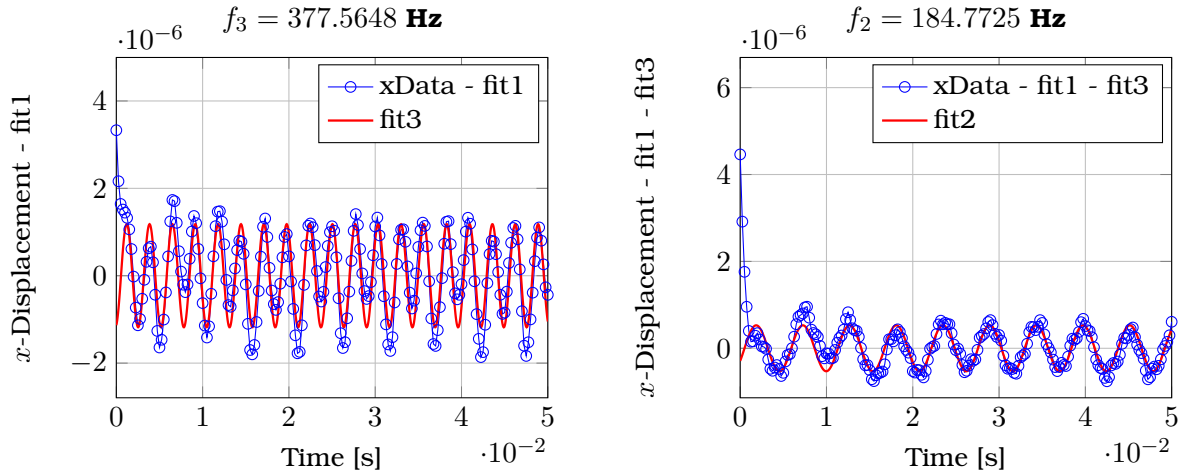 f₃ = 377.5648 Hz
·10⁻⁶
x-Displacement - fit1
4
2
0
−2
xData - fit1
fit3
0 1 2 3 4 5
Time [s]
·10⁻²
f₂ = 184.7725 Hz
·10⁻⁶
x-Displacement - fit1 - fit3
6
4
2
0
xData - fit1 - fit3
fit2
0 1 2 3 4 5
Time [s]
·10⁻²